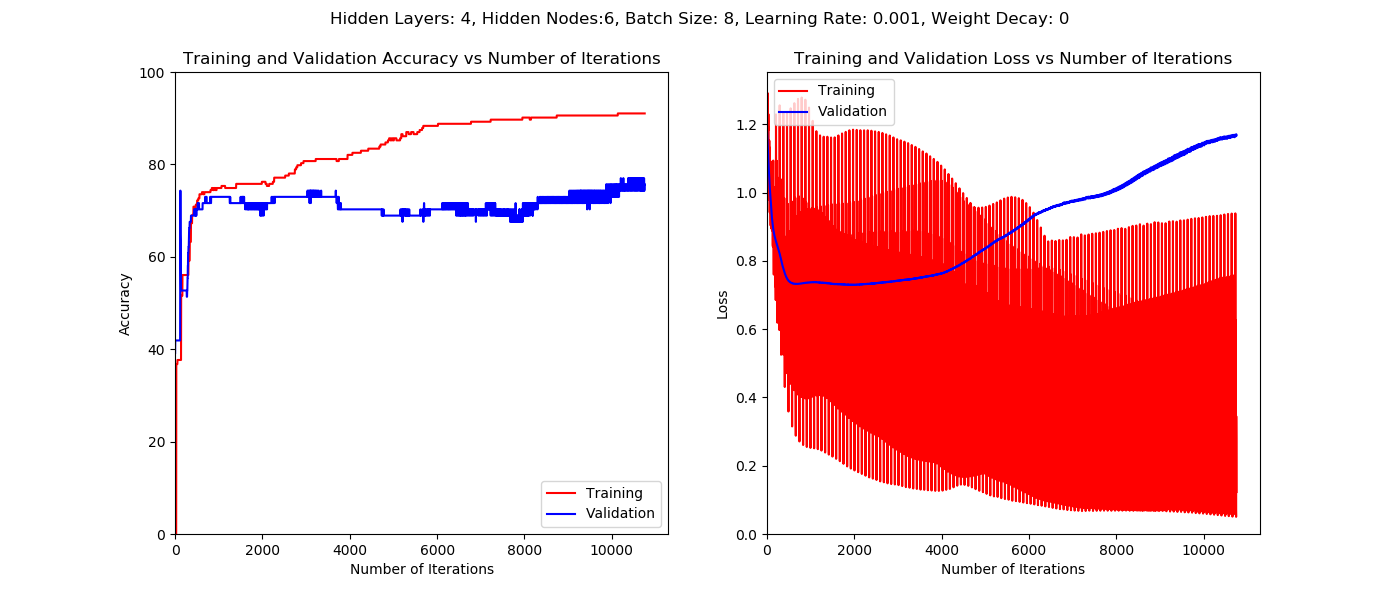 Hidden Layers: 4, Hidden Nodes:6, Batch Size: 8, Learning Rate: 0.001, Weight Decay: 0
Training and Validation Accuracy vs Number of Iterations
100
80
60
40
20
0
Accuracy
0 2000 4000 6000 8000 10000
Number of Iterations
Training
Validation
Training and Validation Loss vs Number of Iterations
Training
Validation
1.2
1.0
0.8
0.6
0.4
0.2
0.0
Loss
0 2000 4000 6000 8000 10000
Number of Iterations